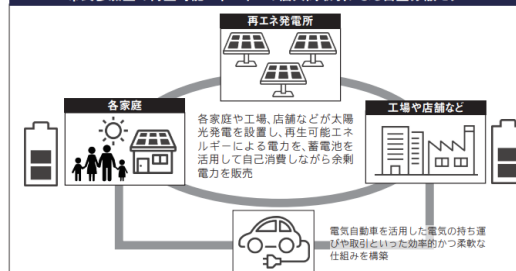 再エネ発電所
各家庭
工場や店舗など
各家庭や工場、店舗などが太陽
光発電を設置し、再生可能エネ
ルギーによる電力を、蓄電池を
活用して自己消費しながら余剰
電力を販売
電気自動車を活用した電気の持ち運
びや取引といった効率的かつ柔軟な
仕組みを構築